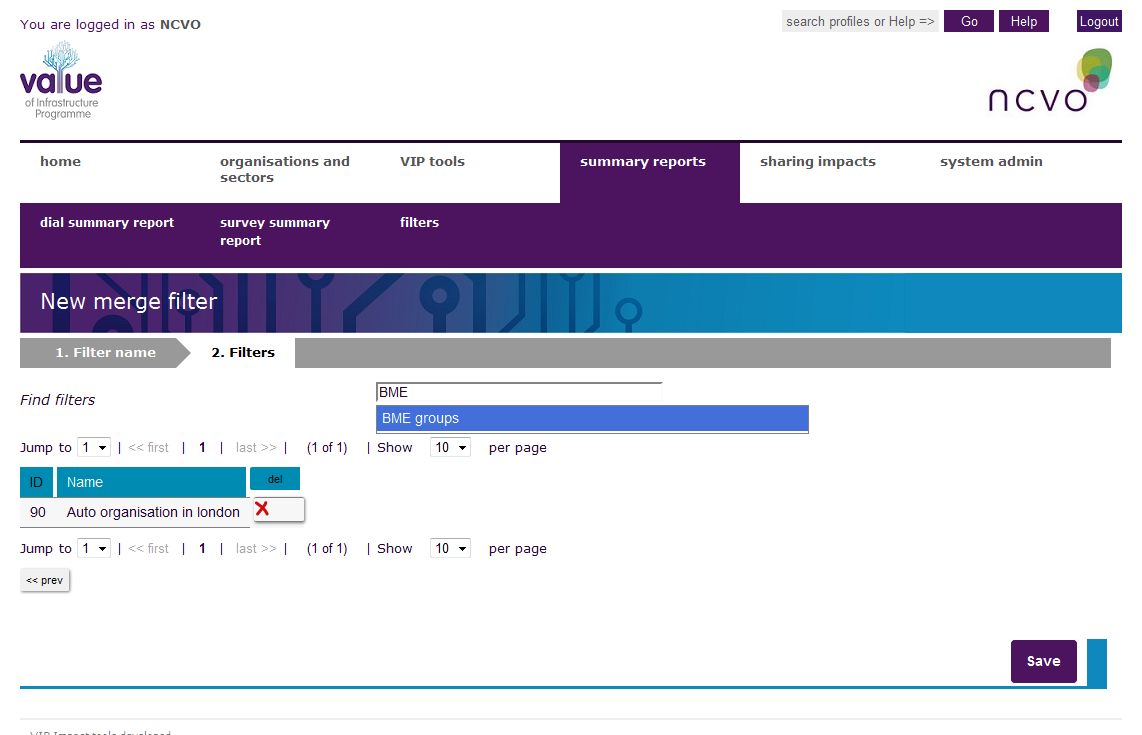 You are logged in as NCVO
search profiles or Help => Go Help Logout
value
of Infrastructure
Programme
ncvo
home organisations and sectors VIP tools summary reports sharing impacts system admin
dial summary report survey summary report filters
New merge filter
1. Filter name 2. Filters
Find filters BME
BME groups
Jump to 1 | << first | 1 | last >> | (1 of 1) | Show 10 per page
ID Name del
90 Auto organisation in london X
Jump to 1 | << first | 1 | last >> | (1 of 1) | Show 10 per page
<< prev
Save
VIP Impact tools developed